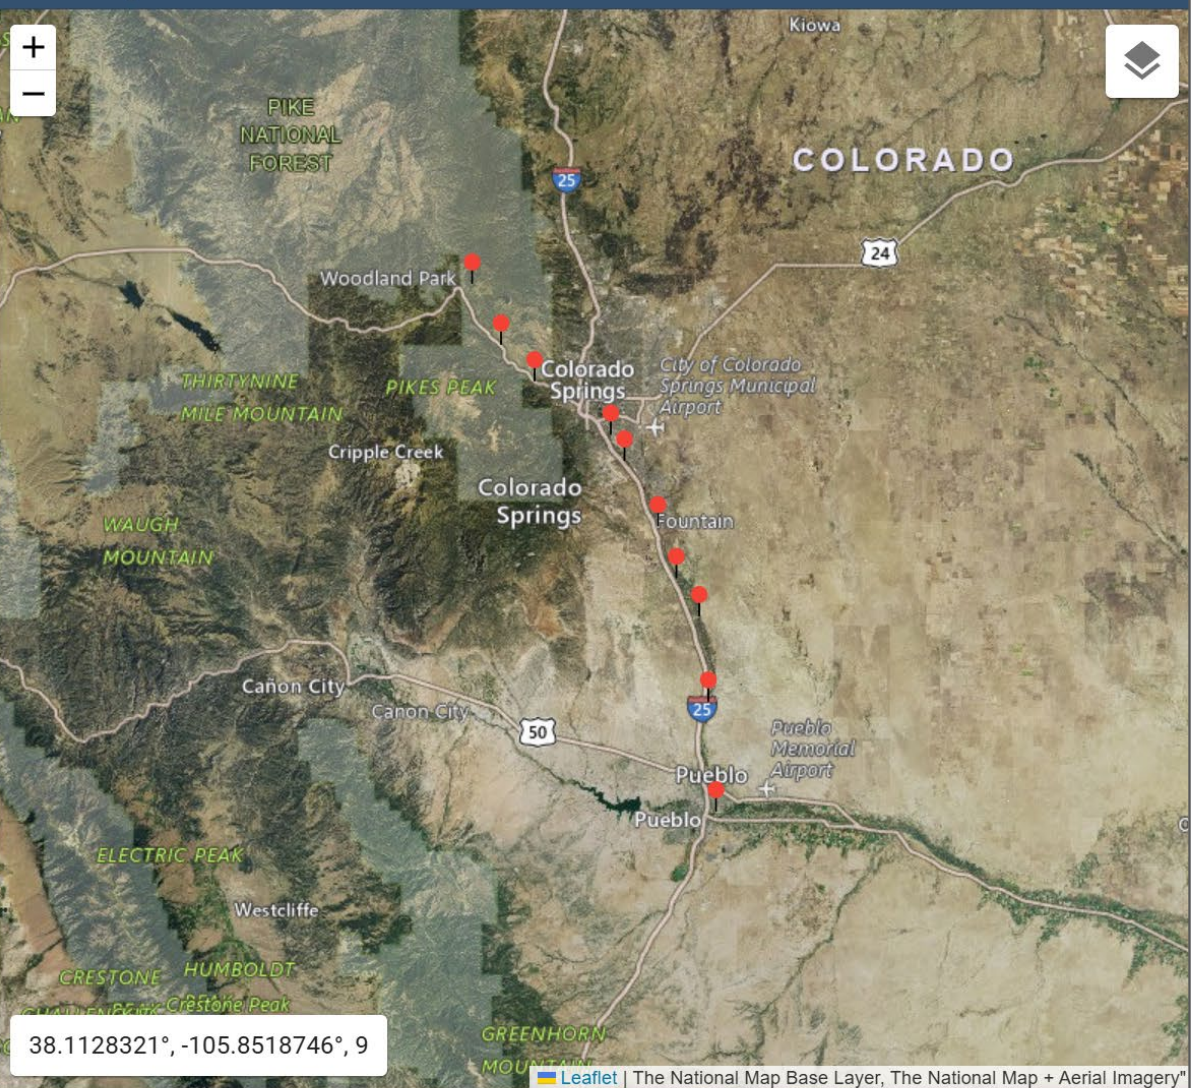 Kiowa
+
−
PIKE
NATIONAL
FOREST
COLORADO
25
24
Woodland Park
Colorado
Springs
City of Colorado
Springs Municipal
Airport
THIRTYNINE
MILE MOUNTAIN
PIKES PEAK
Cripple Creek
Colorado
Springs
Fountain
WAUGH
MOUNTAIN
Cañon City
Canon City
25
50
Pueblo
Memorial
Airport
Pueblo
Pueblo
ELECTRIC PEAK
Westcliffe
CRESTONE
HUMBOLDT
PEAK
Crestone Peak
GREENHORN
MOUNTAIN
38.1128321°, -105.8518746°, 9
Leaflet | The National Map Base Layer, The National Map + Aerial Imagery"